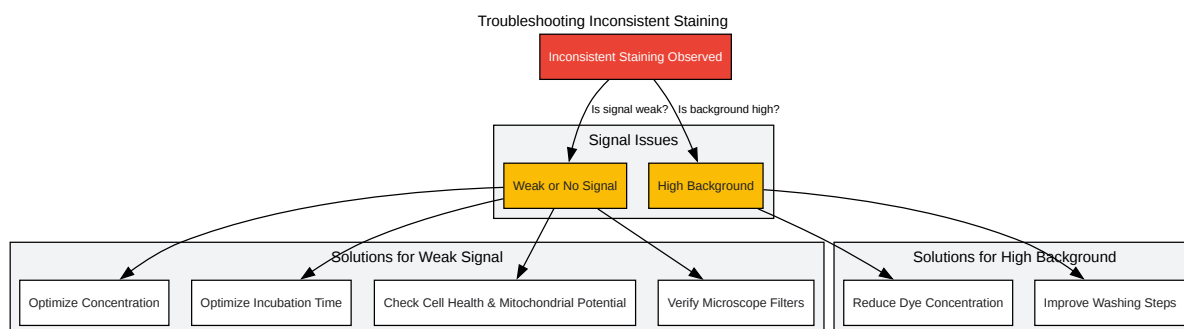 Troubleshooting Inconsistent Staining
Inconsistent Staining Observed
Is signal weak?
Is background high?
Signal Issues
Weak or No Signal
High Background
Solutions for Weak Signal
Solutions for High Background
Optimize Concentration
Optimize Incubation Time
Check Cell Health & Mitochondrial Potential
Verify Microscope Filters
Reduce Dye Concentration
Improve Washing Steps